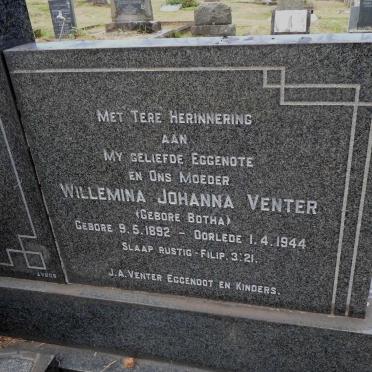 Met Tere Herinnering
aan
My geliefde Eggenote
en Ons Moeder
Willemina Johanna Venter
(Gebore Botha)
Gebore 9.5.1892 – Oorlede 1.4.1944
Slaap rustig - Filip. 3:21.
J.A. Venter Eggenoot en Kinders.